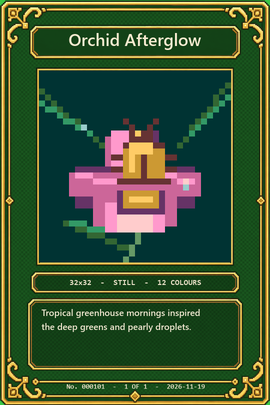 Orchid Afterglow
32x32 - STILL - 12 COLOURS
Tropical greenhouse mornings inspired
the deep greens and pearly droplets.
No. 000101 - 1 OF 1 - 2026-11-19